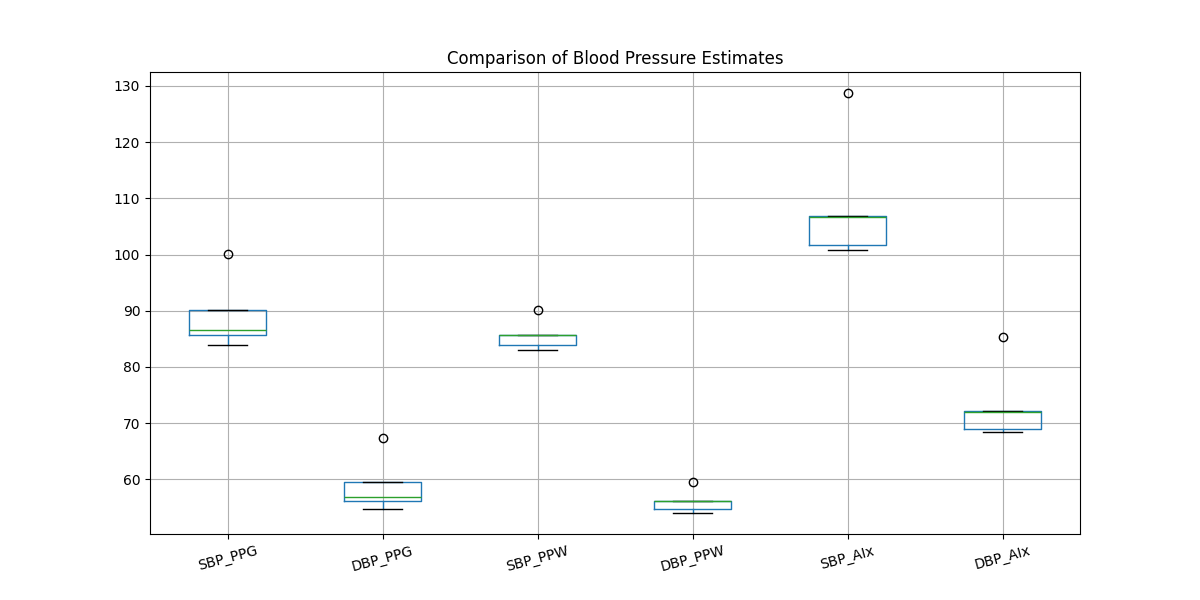 Comparison of Blood Pressure Estimates
130
120
110
100
90
80
70
60
SBP_PPG
DBP_PPG
SBP_PPW
DBP_PPW
SBP_AIx
DBP_AIx